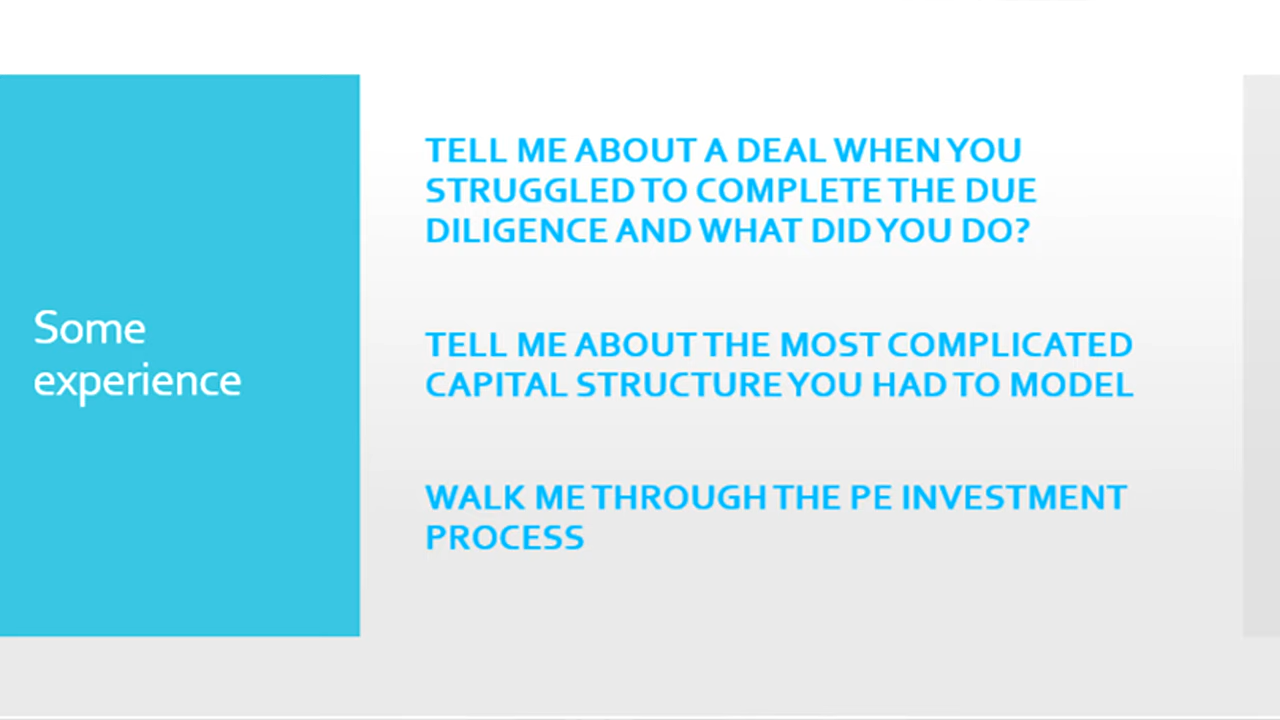 Some
experience
TELL ME ABOUT A DEAL WHEN YOU
STRUGGLED TO COMPLETE THE DUE
DILIGENCE AND WHAT DID YOU DO?
TELL ME ABOUT THE MOST COMPLICATED
CAPITAL STRUCTURE YOU HAD TO MODEL
WALK ME THROUGH THE PE INVESTMENT
PROCESS